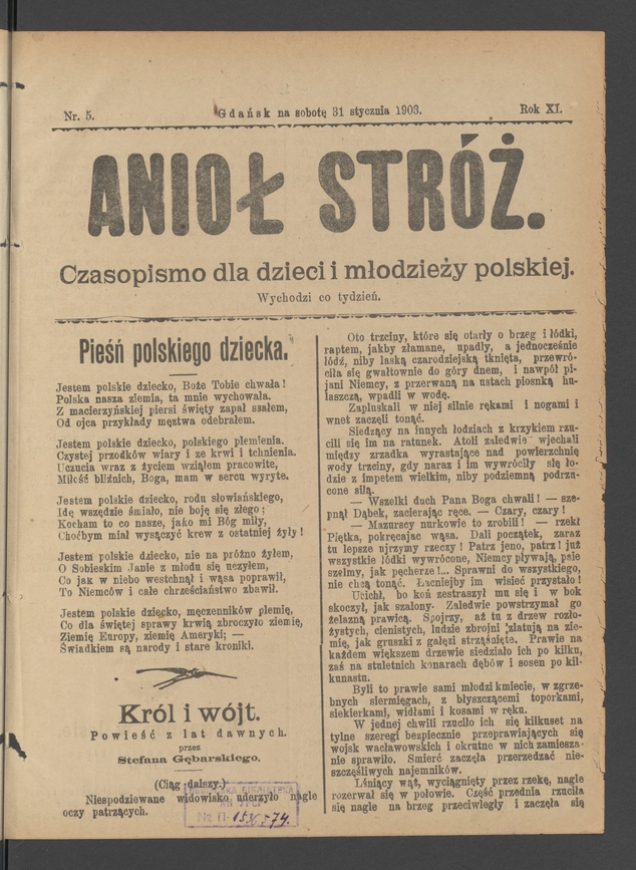 Nr. 5.
Gdańsk na sobotę 31 stycznia 1903.
Rok XI.
ANIOŁ STRÓŻ.
Czasopismo dla dzieci i młodzieży polskiej.
Wychodzi co tydzień.
Pieśń polskiego dziecka.
Jestem polskie dziecko, Boże Tobie chwała!
Polska nasza ziemia, ta mnie wychowała.
Z macierzyńskiej piersi święty zapał ssałem,
Od ojca przykłady męztwa odebrałem.
Jestem polskie dziecko, polskiego plemienia,
Czystej przodków wiary i ze krwi i tchnienia.
Uczucia wraz z życiem wziąłem pracowite,
Miłość bliźnich, Boga, mam w sercu wyryte.
Jestem polskie dziecko, rodu słowiańskiego,
Idę wszędzie śmiało, nie boję się złego;
Kocham to co nasze, jako mi Bóg miły,
Choćbym miał wysączyć krew z ostatniej żyły!
Jestem polskie dziecko, nie na próżno żyłem,
O Sobieskim Janie z młodu się uczyłem,
Co jak w niebo westchnął i wąsa poprawił,
To Niemców i całe chrześciaństwo zbawił.
Jestem polskie dziecko, męczenników plemię,
Co dla świętej sprawy krwią zbroczyło ziemię,
Ziemię Europy, ziemię Ameryki; —
Świadkiem są narody i stare kroniki.
Król i wójt.
Powieść z lat dawnych.
przez
Stefana Gębarskiego.
(Ciąg dalszy.)
Niespodziewane widowisko uderzyło nagle
oczy patrzących.
Oto trzciny, które się otarły o brzeg i łódki,
raptem, jakby złamane, upadły, a jednocześnie
łódź, niby laską czarodziejską tknięta, przewró-
ciła się gwałtownie do góry dnem, i nawpół pi-
jani Niemcy, z przerwaną na ustach piosnką hu-
laszczą, wpadli w wodę.
Zapluskali w niej silnie rękami i nogami i
wnet zaczęli tonąć.
Siedzący na innych łodziach z krzykiem rzu-
cili się im na ratunek. Atoli zaledwie wjechali
między zrzadka wyrastające nad powierzchnię
wody trzciny, gdy naraz i im wywróciły się ło-
dzie z impetem wielkim, niby podziemną podrzu-
cone siłą.
— Wszelki duch Pana Boga chwali! — sze-
pnął Dąbek, zacierając ręce. — Czary, czary!
— Mazuracy nurkowie to zrobili! — rzekł
Piętka, pokręcając wąsa. Dali początek, zaraz
tu lepsze ujrzymy rzeczy! Patrz jeno, patrz! już
wszystkie łódki wywrócone, Niemcy pływają, psie
szelmy, jak pęcherze!... Sprawni do wszystkiego,
nie chcą tonąć. Łacniejby im wisieć przystało!
Ucichł, bo koń zestraszył mu się i w bok
skoczył, jak szalony. Zaledwie powstrzymał go
żelazną prawicą. Spojrzy, aż tu z drzew rozło-
żystych, cienistych, ludzie zbrojni zlatują na zie-
mię, jak gruszki z gałęzi strząśnięte. Prawie na
każdem większem drzewie siedziało ich po kilku,
zaś na stuletnich konarach dębów i sosen po kil-
kunastu.
Byli to prawie sami młodzi kmiecie, w zgrze-
bnych siermięgach, z błyszczącemi toporkami,
siekierkami, widłami i kosami w ręku.
W jednej chwili rzuciło ich się kilkuset na
tylne szeregi bezpiecznie przeprawiających się
wojsk wacławowskich i okrutne w nich zamiesza-
nie sprawiło. Śmierć zaczęła przerzedzać nie-
szczęśliwych najemników.
Lśniący wąż, wyciągnięty przez rzekę, nagle
rozerwał się w połowie. Część przednia rzuciła
się nagle na brzeg przeciwległy i zaczęła się